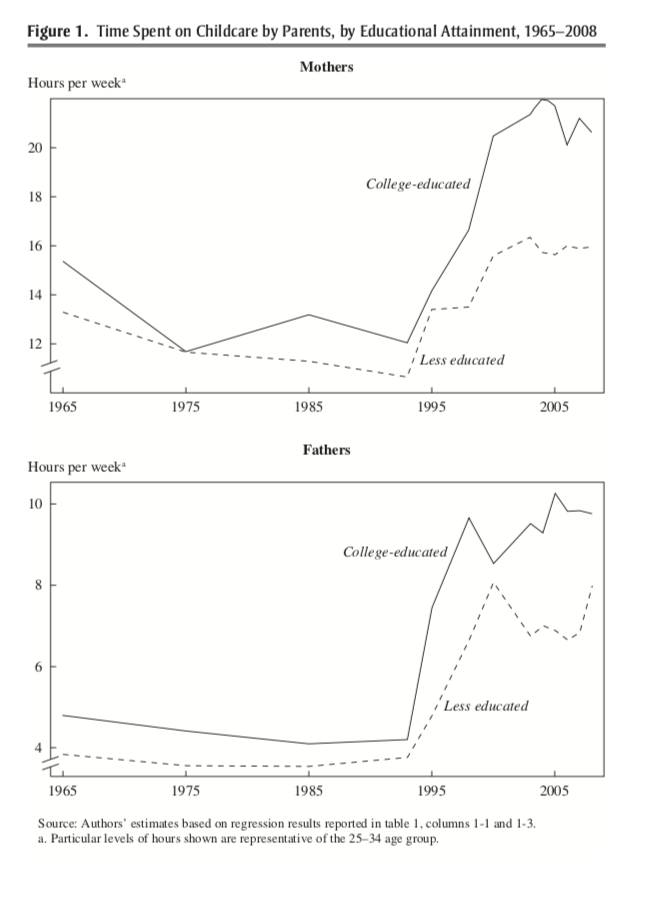 Figure 1. Time Spent on Childcare by Parents, by Educational Attainment, 1965–2008
Mothers
Hours per weekᵃ
20
18
College-educated
16
14
12
Less educated
1965 1975 1985 1995 2005
Fathers
Hours per weekᵃ
10
College-educated
8
6
Less educated
4
1965 1975 1985 1995 2005
Source: Authors' estimates based on regression results reported in table 1, columns 1-1 and 1-3.
a. Particular levels of hours shown are representative of the 25–34 age group.